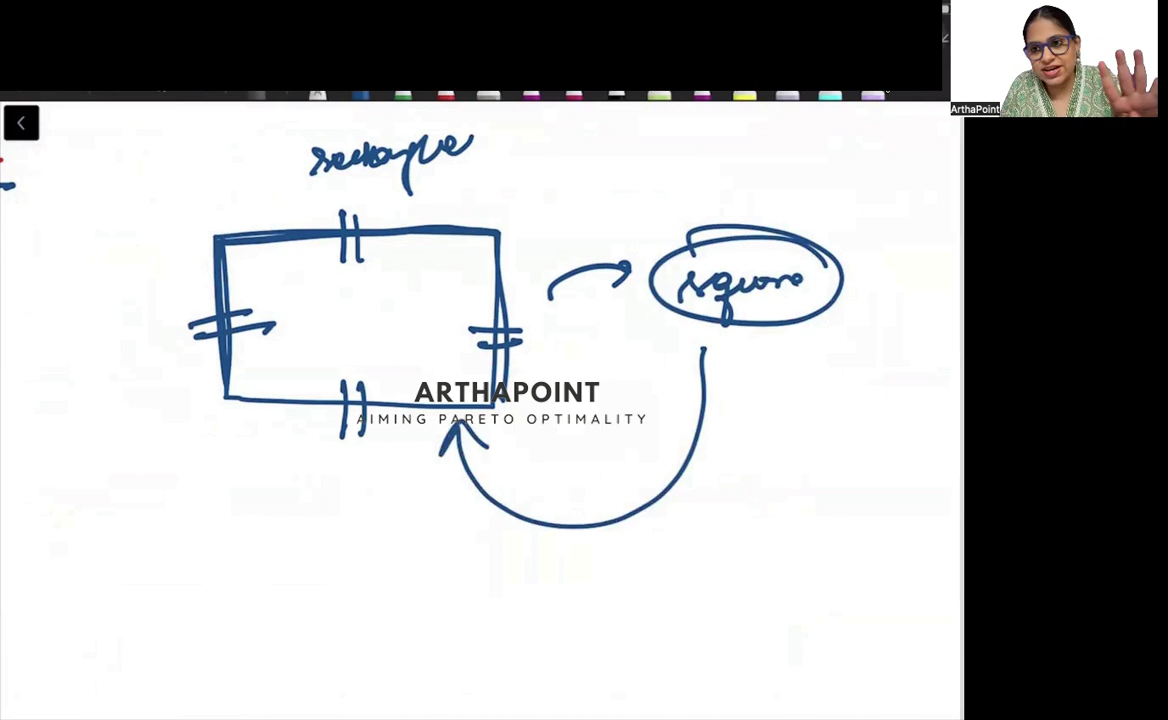 ArthaPoint
rectangle
square
ARTHAPOINT
AIMING PARETO OPTIMALITY